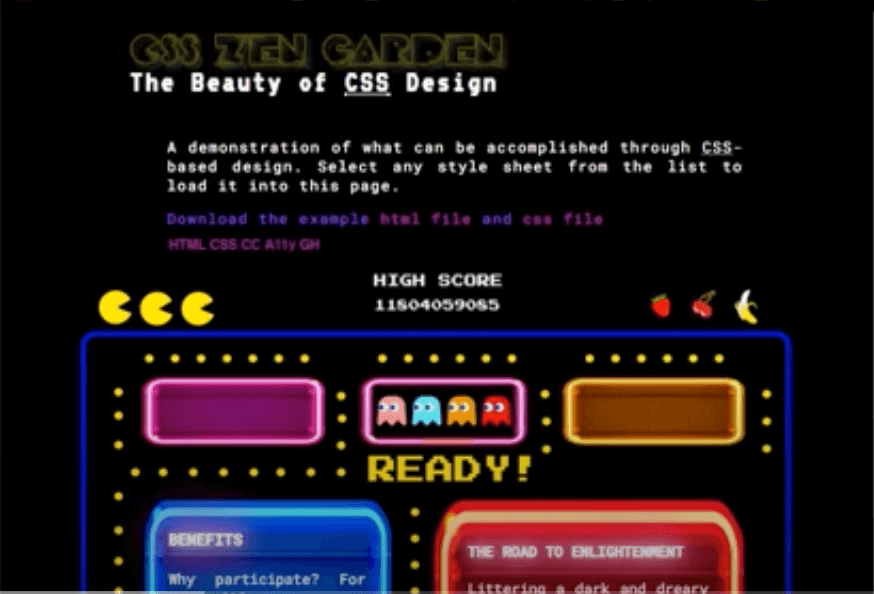 CSS ZEN GARDEN
The Beauty of CSS Design
A demonstration of what can be accomplished through CSS-
based design. Select any style sheet from the list to
load it into this page.
Download the example html file and css file
HTML CSS CC A11y GH
HIGH SCORE
11804059085
READY!
BENEFITS
Why participate? For
THE ROAD TO ENLIGHTENMENT
Littering a dark and dreary